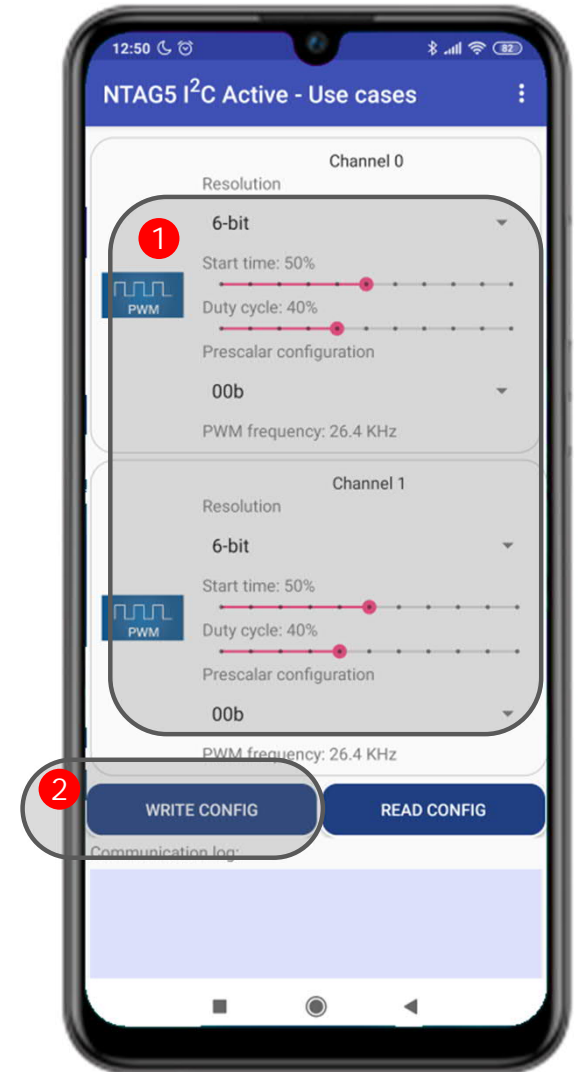 12:50
82
NTAG5 I²C Active - Use cases
Channel 0
Resolution
1
6-bit
Start time: 50%
PWM
Duty cycle: 40%
Prescalar configuration
00b
PWM frequency: 26.4 KHz
Channel 1
Resolution
6-bit
Start time: 50%
PWM
Duty cycle: 40%
Prescalar configuration
00b
PWM frequency: 26.4 KHz
2
WRITE CONFIG
READ CONFIG
Communication log: